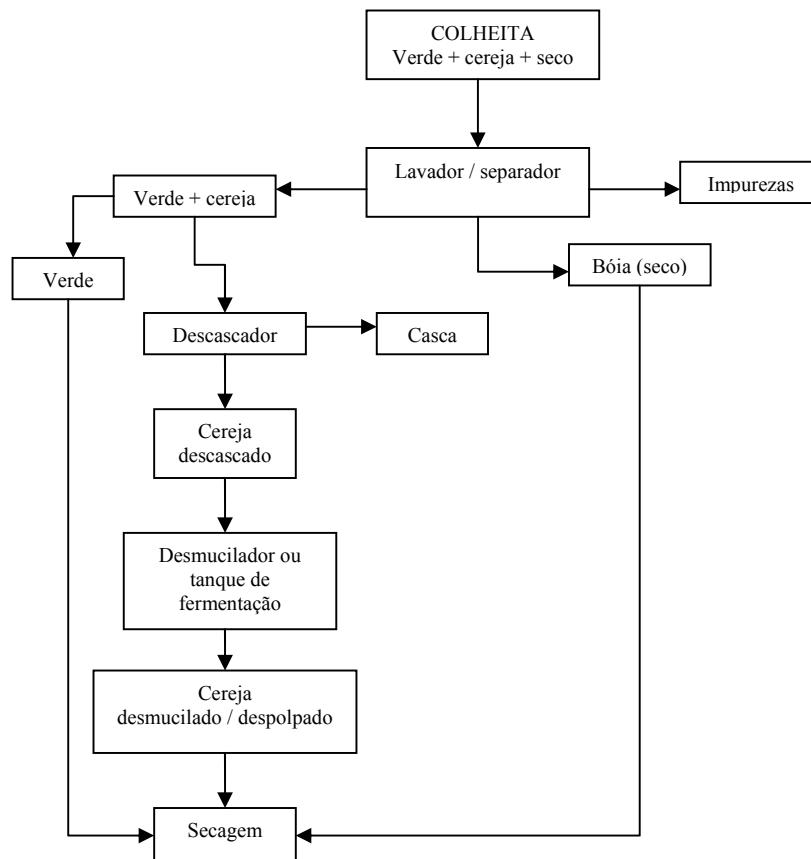 COLHEITA
Verde + cereja + seco
Lavador / separador
Impurezas
Verde + cereja
Bóia (seco)
Verde
Descascador
Casca
Cereja
descascado
Desmucilador ou
tanque de
fermentação
Cereja
desmucilado / despolpado
Secagem